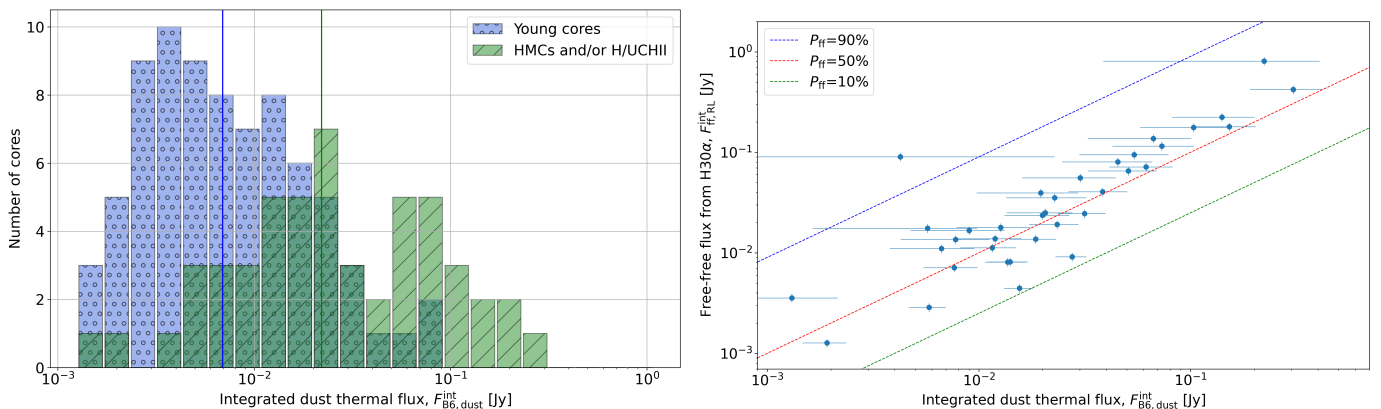 Number of cores
10
8
6
4
2
0
Young cores
HMCs and/or H/UCHII
10⁻³
10⁻²
10⁻¹
10⁰
Integrated dust thermal flux, F^int_B6, dust [Jy]
Free-free flux from H30α, F^int_ff, RL [Jy]
10⁰
10⁻¹
10⁻²
10⁻³
P_ff=90%
P_ff=50%
P_ff=10%
10⁻³
10⁻²
10⁻¹
Integrated dust thermal flux, F^int_B6, dust [Jy]